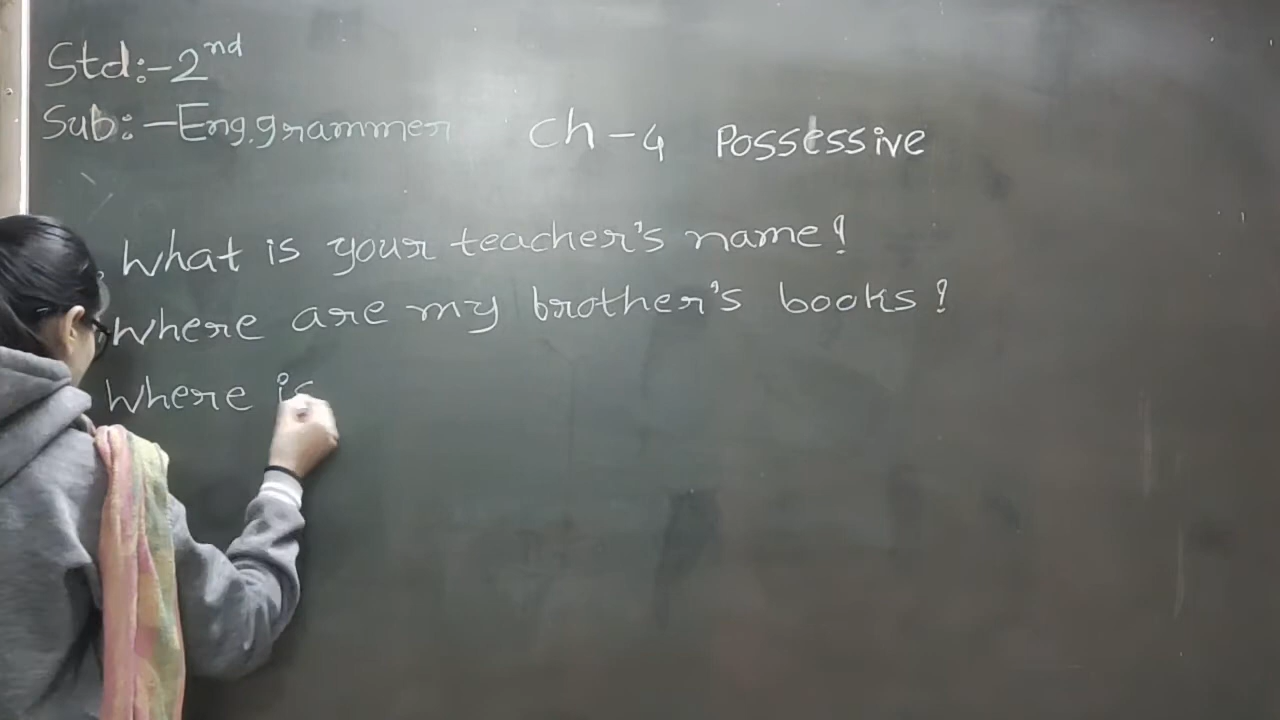 Std:-2nd
Sub:-Eng.grammer Ch-4 Possessive
What is your teacher's name?
Where are my brother's books?
Where is